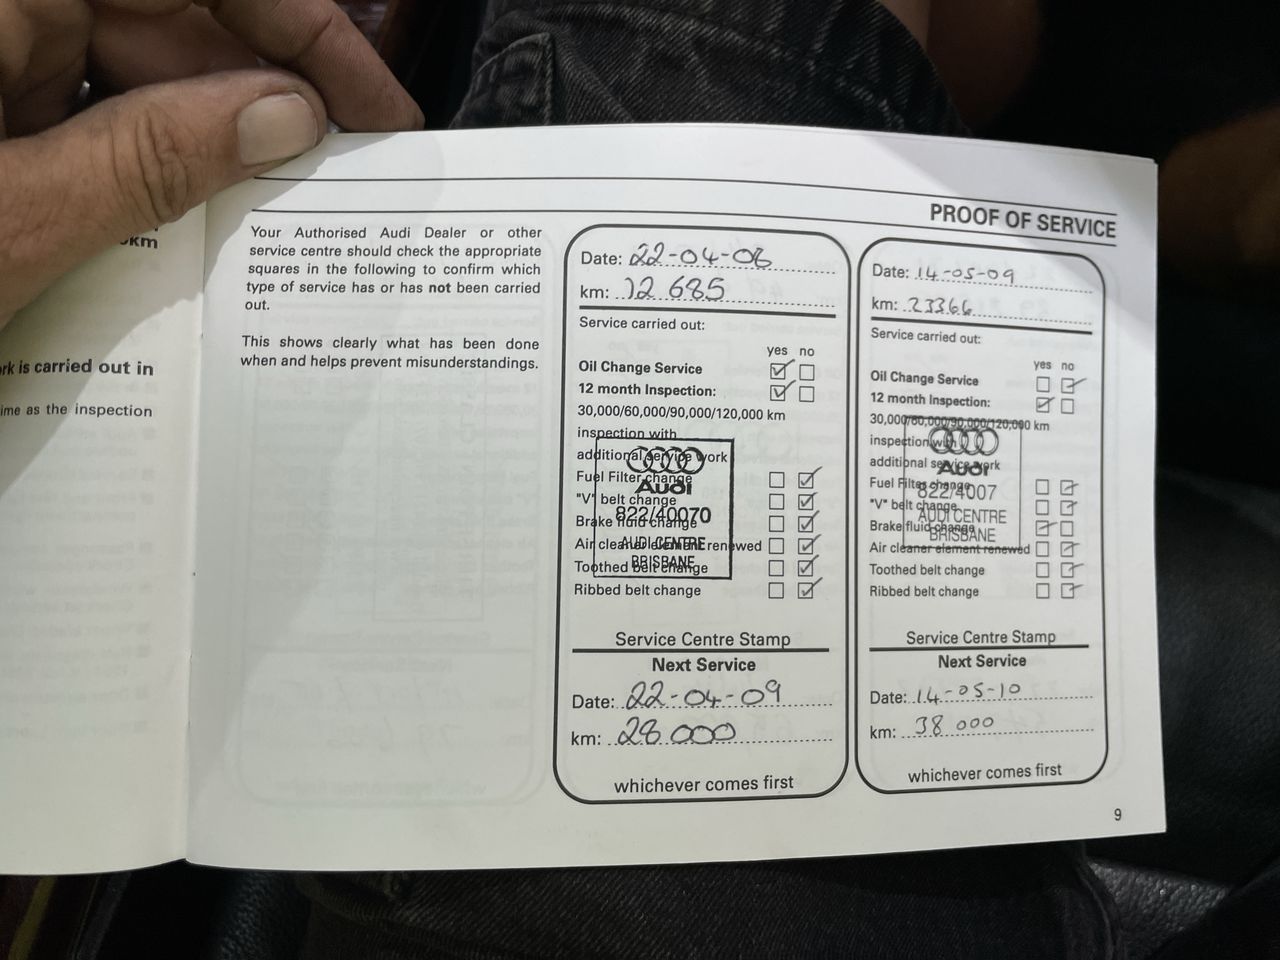 km
rk is carried out in
ime as the inspection
PROOF OF SERVICE
Your Authorised Audi Dealer or other
service centre should check the appropriate
squares in the following to confirm which
type of service has or has not been carried
out.
This shows clearly what has been done
when and helps prevent misunderstandings.
Date: 22-04-08
km: 12 685
Service carried out:
yes no
Oil Change Service
12 month Inspection:
30,000/60,000/90,000/120,000 km
inspection with
additional service work
Fuel Filter change
"V" belt change
Brake fluid change
Air cleaner element renewed
Toothed belt change
Ribbed belt change
Audi
822/40070
AUDI CENTRE
BRISBANE
Service Centre Stamp
Next Service
Date: 22-04-09
km: 28 000
whichever comes first
Date: 14-05-09
km: 23366
Service carried out:
yes no
Oil Change Service
12 month Inspection:
30,000/60,000/90,000/120,000 km
inspection with
additional service work
Fuel Filter change
"V" belt change
Brake fluid change
Air cleaner element renewed
Toothed belt change
Ribbed belt change
Audi
822/4007
AUDI CENTRE
BRISBANE
Service Centre Stamp
Next Service
Date: 14-05-10
km: 38 000
whichever comes first
9